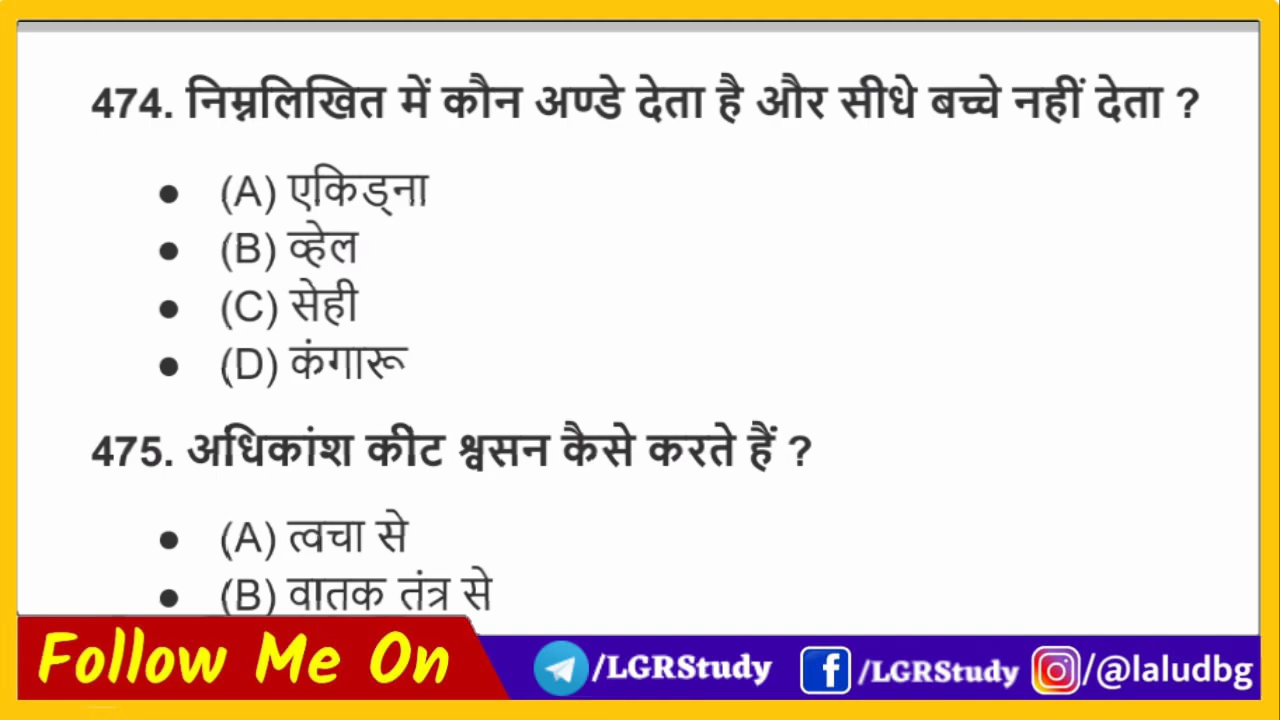 474. निम्नलिखित में कौन अण्डे देता है और सीधे बच्चे नहीं देता ?
● (A) एकिड्ना
● (B) व्हेल
● (C) सेही
● (D) कंगारू
475. अधिकांश कीट श्वसन कैसे करते हैं ?
● (A) त्वचा से
● (B) वातक तंत्र से
Follow Me On /LGRStudy /LGRStudy /@laludbg